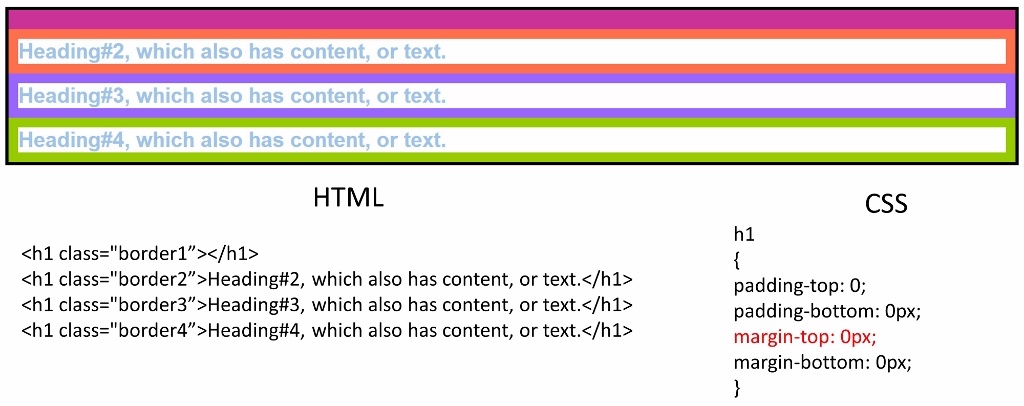 Heading#2, which also has content, or text.
Heading#3, which also has content, or text.
Heading#4, which also has content, or text.
HTML
<h1 class="border1”></h1>
<h1 class="border2”>Heading#2, which also has content, or text.</h1>
<h1 class="border3”>Heading#3, which also has content, or text.</h1>
<h1 class="border4”>Heading#4, which also has content, or text.</h1>
CSS
h1
{
padding-top: 0;
padding-bottom: 0px;
margin-top: 0px;
margin-bottom: 0px;
}